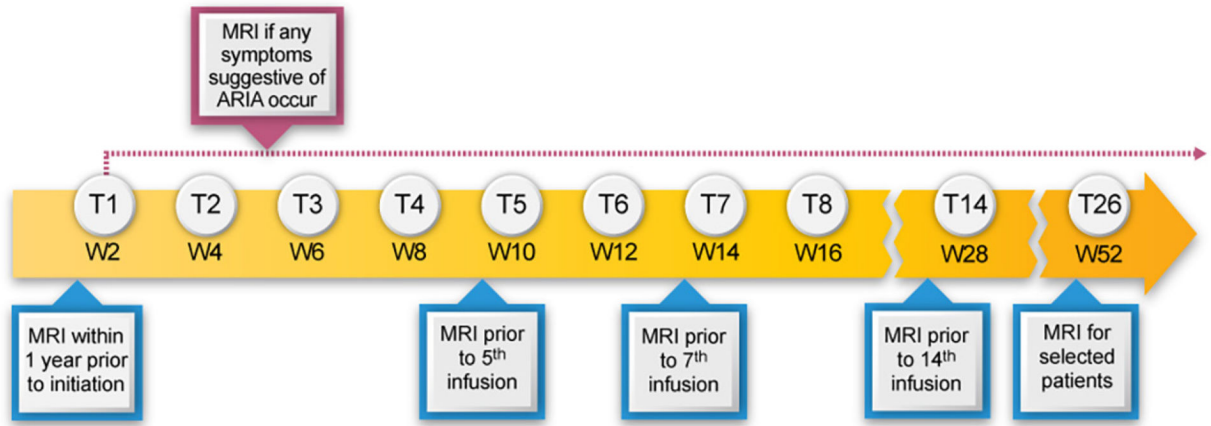 MRI if any
symptoms
suggestive of
ARIA occur
T1 T2 T3 T4 T5 T6 T7 T8 T14 T26
W2 W4 W6 W8 W10 W12 W14 W16 W28 W52
MRI within
1 year prior
to initiation
MRI prior
to 5th
infusion
MRI prior
to 7th
infusion
MRI prior
to 14th
infusion
MRI for
selected
patients